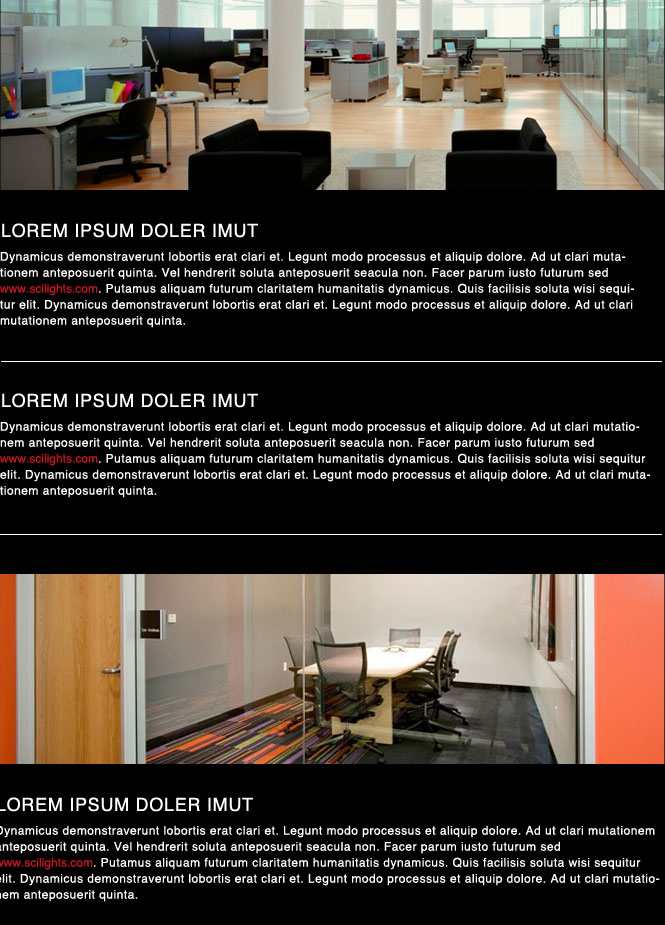 LOREM IPSUM DOLER IMUT
Dynamicus demonstraverunt lobortis erat clari et. Legunt modo processus et aliquip dolore. Ad ut clari muta-
tionem anteposuerit quinta. Vel hendrerit soluta anteposuerit seacula non. Facer parum iusto futurum sed
www.scilights.com. Putamus aliquam futurum claritatem humanitatis dynamicus. Quis facilisis soluta wisi sequi-
tur elit. Dynamicus demonstraverunt lobortis erat clari et. Legunt modo processus et aliquip dolore. Ad ut clari
mutationem anteposuerit quinta.
LOREM IPSUM DOLER IMUT
Dynamicus demonstraverunt lobortis erat clari et. Legunt modo processus et aliquip dolore. Ad ut clari mutatio-
nem anteposuerit quinta. Vel hendrerit soluta anteposuerit seacula non. Facer parum iusto futurum sed
www.scilights.com. Putamus aliquam futurum claritatem humanitatis dynamicus. Quis facilisis soluta wisi sequitur
elit. Dynamicus demonstraverunt lobortis erat clari et. Legunt modo processus et aliquip dolore. Ad ut clari muta-
tionem anteposuerit quinta.
LOREM IPSUM DOLER IMUT
Dynamicus demonstraverunt lobortis erat clari et. Legunt modo processus et aliquip dolore. Ad ut clari mutationem
anteposuerit quinta. Vel hendrerit soluta anteposuerit seacula non. Facer parum iusto futurum sed
www.scilights.com. Putamus aliquam futurum claritatem humanitatis dynamicus. Quis facilisis soluta wisi sequitur
elit. Dynamicus demonstraverunt lobortis erat clari et. Legunt modo processus et aliquip dolore. Ad ut clari mutatio-
nem anteposuerit quinta.